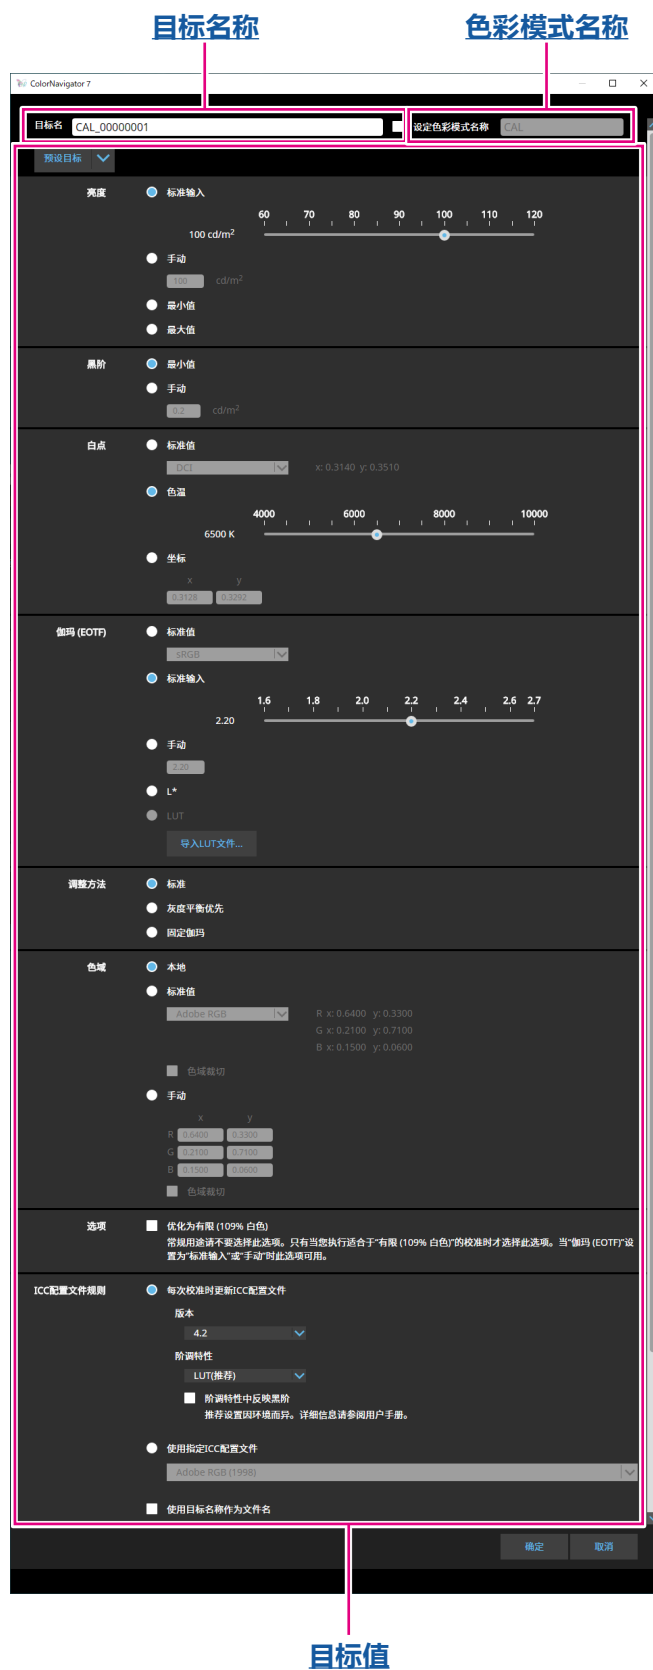 目标名称 色彩模式名称
ColorNavigator 7
目标名 CAL_00000001 设定色彩模式名称 CAL
预设目标
亮度 标准输入
60 70 80 90 100 110 120
100 cd/m²
手动
100 cd/m²
最小值
最大值
黑阶 最小值
手动
0.2 cd/m²
白点 标准值
DCI x: 0.3140 y: 0.3510
色温
4000 6000 8000 10000
6500 K
坐标
x y
0.3128 0.3292
伽玛 (EOTF) 标准值
sRGB
标准输入
1.6 1.8 2.0 2.2 2.4 2.6 2.7
2.20
手动
2.20
L*
LUT
导入LUT文件...
调整方法 标准
灰度平衡优先
固定伽玛
色域 本地
标准值
Adobe RGB R x: 0.6400 y: 0.3300
G x: 0.2100 y: 0.7100
B x: 0.1500 y: 0.0600
色域裁切
手动
x y
R 0.6400 0.3300
G 0.2100 0.7100
B 0.1500 0.0600
色域裁切
选项 优化为有限 (109% 白色)
常规用途请不要选择此选项。只有当您执行适合于“有限 (109% 白色)”的校准时才选择此选项。当“伽玛 (EOTF)”设
置为“标准输入”或“手动”时此选项可用。
ICC配置文件规则 每次校准时更新ICC配置文件
版本
4.2
阶调特性
LUT(推荐)
阶调特性中反映黑阶
推荐设置因环境而异。详细信息请参阅用户手册。
使用指定ICC配置文件
Adobe RGB (1998)
使用目标名称作为文件名
确定 取消
目标值